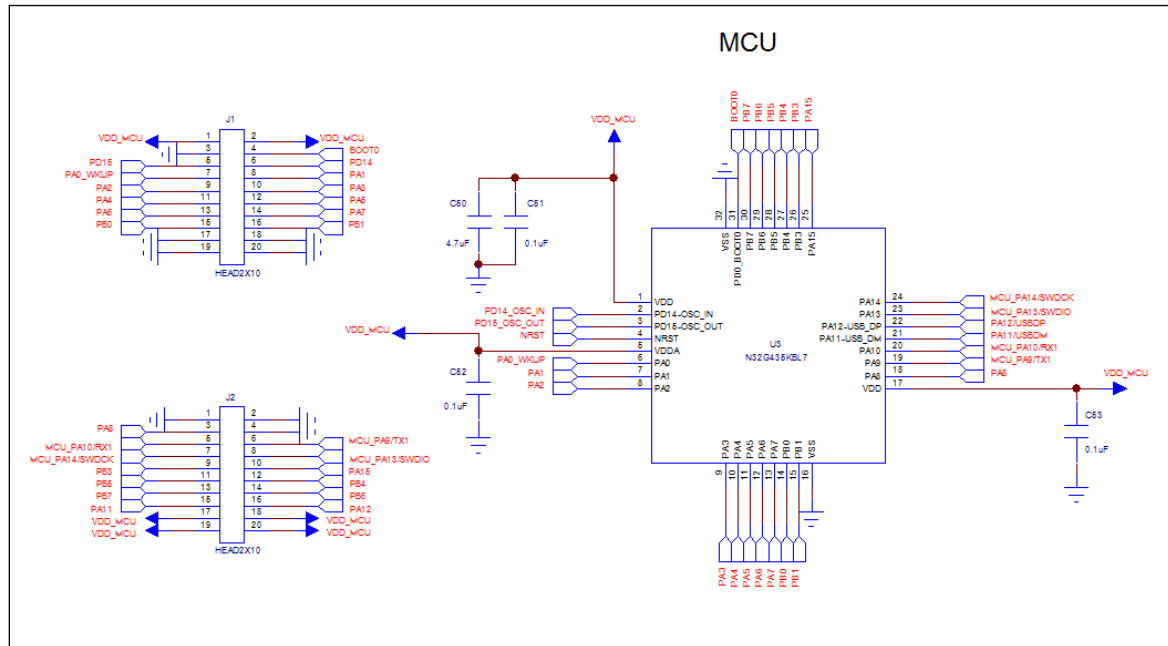 MCU
J1
VDD_MCU 1 2 VDD_MCU
3 4 BOOT0
PD15 5 6 PD14
PA0_WKUP 7 8 PA1
PA2 9 10 PA3
PA4 11 12 PA5
PA6 13 14 PA7
PB0 15 16 PB1
17 18
19 20
HEAD2X10
VDD_MCU
C50
4.7uF
C51
0.1uF
BOOT0 PB7 PB6 PB5 PB4 PB3 PA15
32 31 30 29 28 27 26 25
VSS PD0_BOOT0 PB7 PB6 PB5 PB4 PB3 PA15
1 VDD
PD14_OSC_IN 2 PD14-OSC_IN
PD15_OSC_OUT 3 PD15-OSC_OUT
NRST 4 NRST
VDD_MCU 5 VDDA
PA0_WKUP 6 PA0
PA1 7 PA1
PA2 8 PA2
C52
0.1uF
U3
N32G435KBL7
PA14 24 MCU_PA14/SWDCK
PA13 23 MCU_PA13/SWDIO
PA12-USB_DP 22 PA12/USBDP
PA11-USB_DM 21 PA11/USBDM
PA10 20 MCU_PA10/RX1
PA9 19 MCU_PA9/TX1
PA8 18 PA8
VDD 17 VDD_MCU
C53
0.1uF
PA3 PA4 PA5 PA6 PA7 PB0 PB1 VSS
9 10 11 12 13 14 15 16
PA3 PA4 PA5 PA6 PA7 PB0 PB1
J2
1 2
PA8 3 4
MCU_PA10/RX1 5 6 MCU_PA9/TX1
MCU_PA14/SWDCK 7 8 MCU_PA13/SWDIO
PB3 9 10 PA15
PB5 11 12 PB4
PB7 13 14 PB6
PA11 15 16 PA12
VDD_MCU 17 18 VDD_MCU
VDD_MCU 19 20 VDD_MCU
HEAD2X10